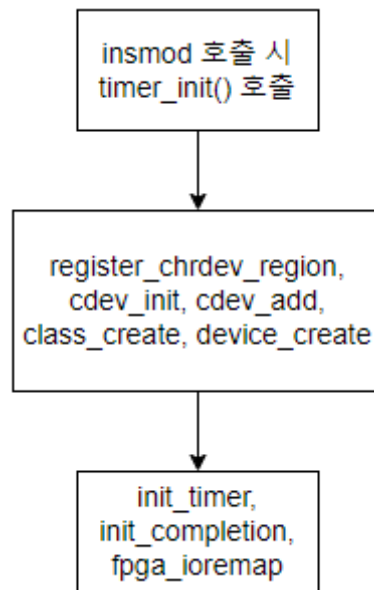 insmod 호출 시
timer_init() 호출
register_chrdev_region,
cdev_init, cdev_add,
class_create, device_create
init_timer,
init_completion,
fpga_ioremap